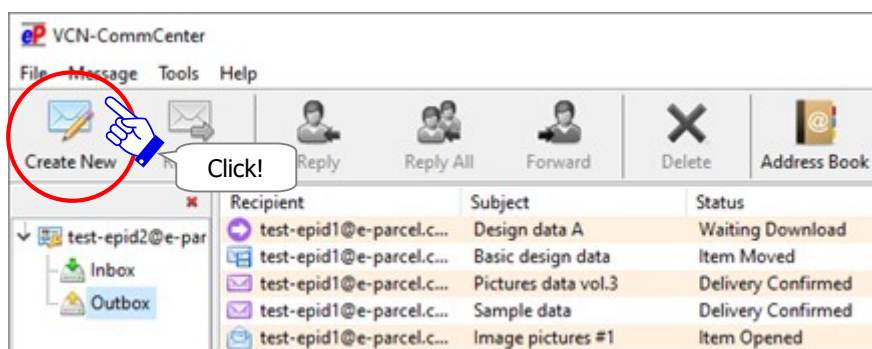 eP VCN-CommCenter
File Message Tools Help
Create New Reply Reply All Forward Delete Address Book
Click!
Recipient Subject Status
test-epid2@e-par
Inbox
Outbox
test-epid1@e-parcel.c... Design data A Waiting Download
test-epid1@e-parcel.c... Basic design data Item Moved
test-epid1@e-parcel.c... Pictures data vol.3 Delivery Confirmed
test-epid1@e-parcel.c... Sample data Delivery Confirmed
test-epid1@e-parcel.c... Image pictures #1 Item Opened